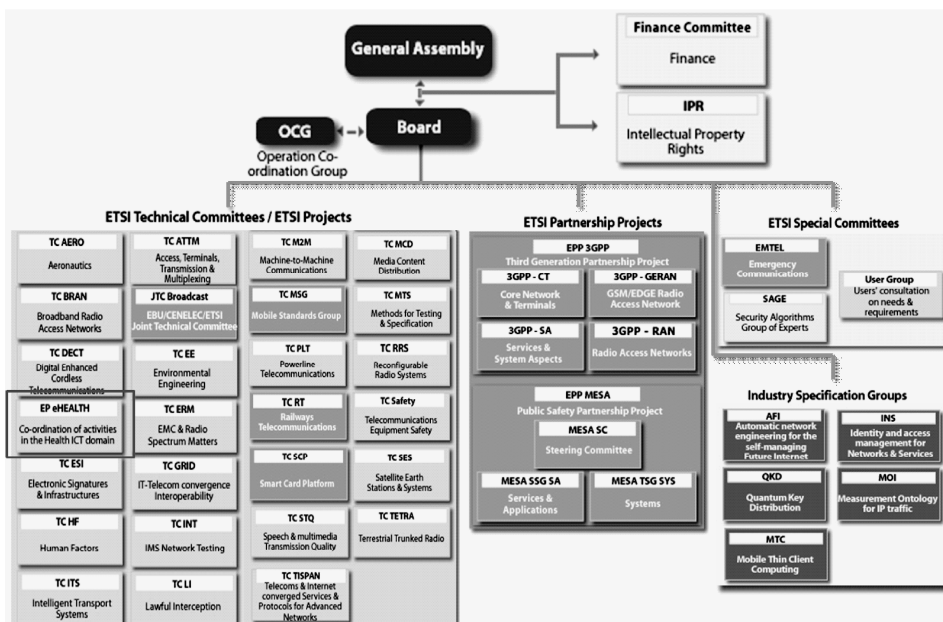 General Assembly
Finance Committee
Finance
IPR
Intellectual Property
Rights
Board
OCG
Operation Co-
ordination Group
ETSI Technical Committees / ETSI Projects
TC AERO
Aeronautics
TC BRAN
Broadband Radio
Access Networks
TC DECT
Digital Enhanced
Cordless
Telecommunications
EP eHEALTH
Co-ordination of activities
in the Health ICT domain
TC ESI
Electronic Signatures
& Infrastructures
TC HF
Human Factors
TC ITS
Intelligent Transport
Systems
TC ATTM
Access, Terminals,
Transmission &
Multiplexing
JTC Broadcast
EBU/CENELEC/ETSI
Joint Technical Committee
TC EE
Environmental
Engineering
TC ERM
EMC & Radio
Spectrum Matters
TC GRID
IT-Telecom convergence
Interoperability
TC INT
IMS Network Testing
TC LI
Lawful Interception
TC M2M
Machine-to-Machine
Communications
TC MSG
Mobile Standards Group
TC PLT
Powerline
Telecommunications
TC RT
Railways
Telecommunications
TC SCP
Smart Card Platform
TC STQ
Speech & multimedia
Transmission Quality
TC TISPAN
Telecoms & Internet
converged Services &
Protocols for Advanced
Networks
TC MCD
Media Content
Distribution
TC MTS
Methods for Testing
& Specification
TC RRS
Reconfigurable
Radio Systems
TC Safety
Telecommunications
Equipment Safety
TC SES
Satellite Earth
Stations & Systems
TC TETRA
Terrestrial Trunked Radio
ETSI Partnership Projects
EPP 3GPP
Third Generation Partnership Project
3GPP - CT
Core Network
& Terminals
3GPP - GERAN
GSM/EDGE Radio
Access Network
3GPP - SA
Services &
System Aspects
3GPP - RAN
Radio Access Networks
EPP MESA
Public Safety Partnership Project
MESA SC
Steering Committee
MESA SSG SA
Services &
Applications
MESA TSG SYS
Systems
ETSI Special Committees
EMTEL
Emergency
Communications
SAGE
Security Algorithms
Group of Experts
User Group
Users' consultation
on needs &
requirements
Industry Specification Groups
AFI
Automatic network
engineering for the
self-managing
Future Internet
INS
Identity and access
management for
Networks & Services
QKD
Quantum Key
Distribution
MOI
Measurement Ontology
for IP traffic
MTC
Mobile Thin Client
Computing